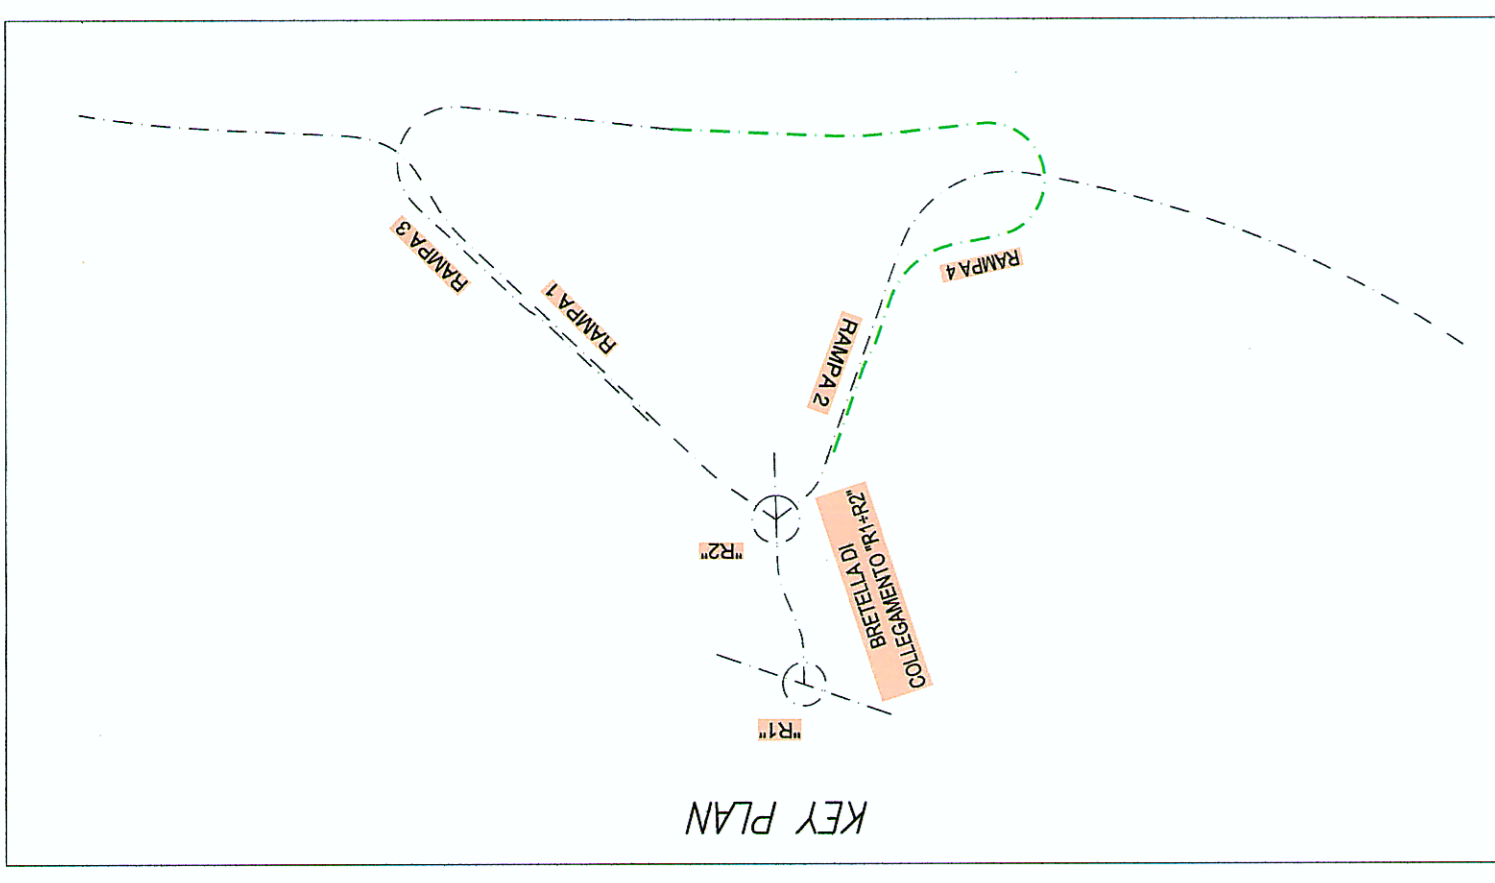 KEY PLAN
"R1"
BRETELLA DI
COLLEGAMENTO "R1÷R2"
"R2"
RAMPA 2
RAMPA 1
RAMPA 4
RAMPA 3